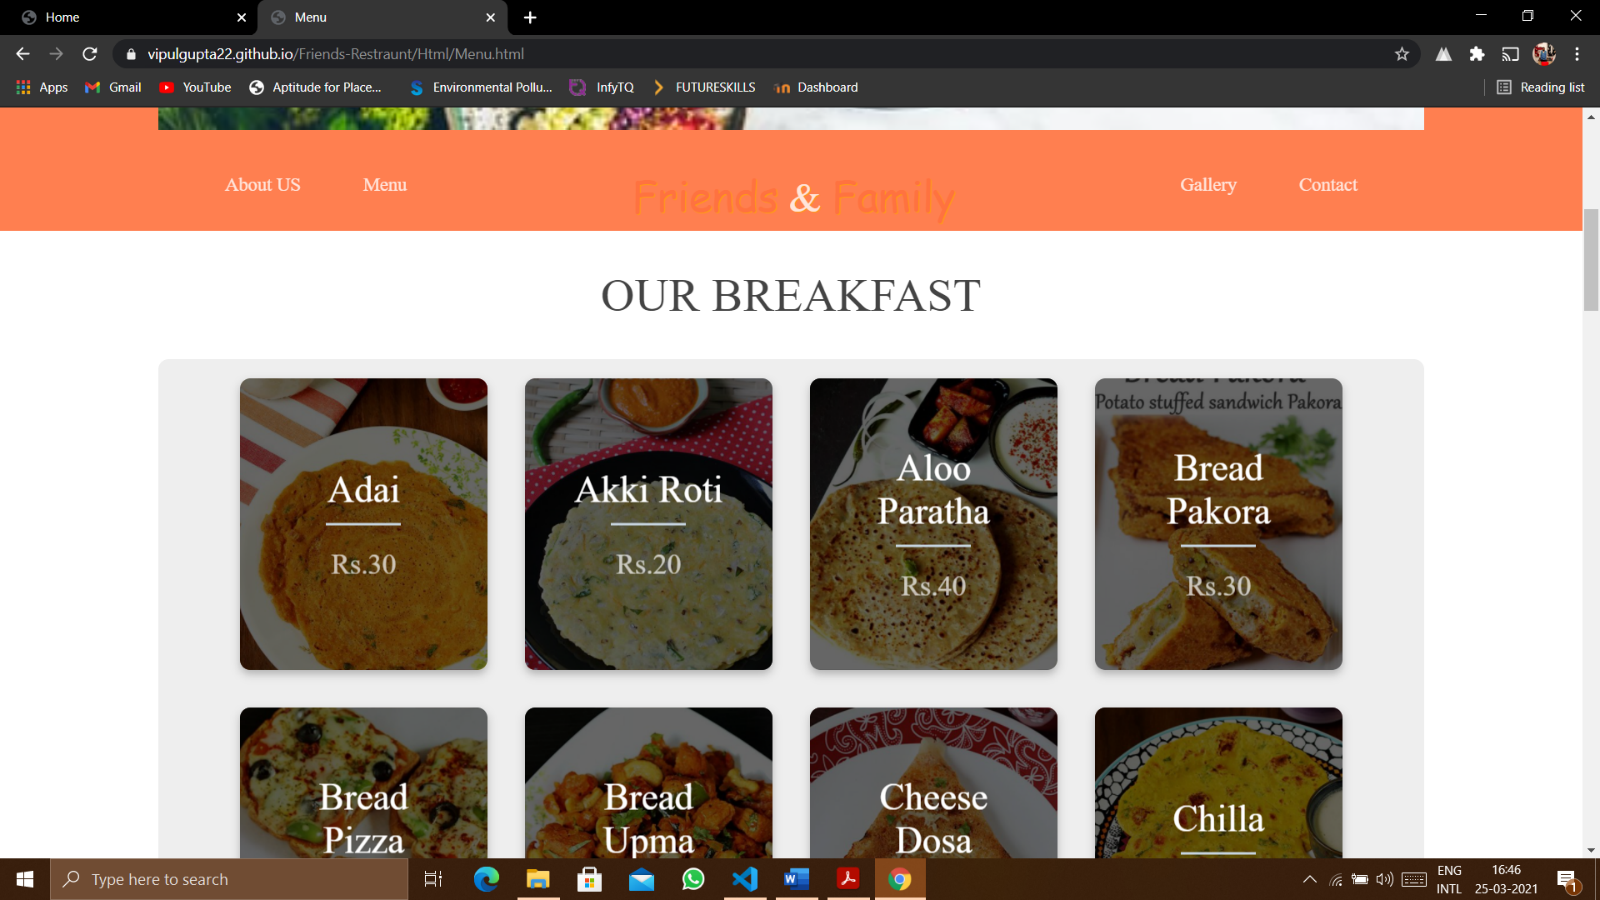 Home
Menu
vipulgupta22.github.io/Friends-Restraunt/Html/Menu.html
Apps
Gmail
YouTube
Aptitude for Place...
Environmental Pollu...
InfyTQ
FUTURESKILLS
Dashboard
Reading list
About US
Menu
Friends & Family
Gallery
Contact
OUR BREAKFAST
Adai
Rs.30
Akki Roti
Rs.20
Aloo
Paratha
Rs.40
Potato stuffed sandwich Pakora
Bread
Pakora
Rs.30
Bread
Pizza
Bread
Upma
Cheese
Dosa
Chilla
Type here to search
ENG
INTL
16:46
25-03-2021
1